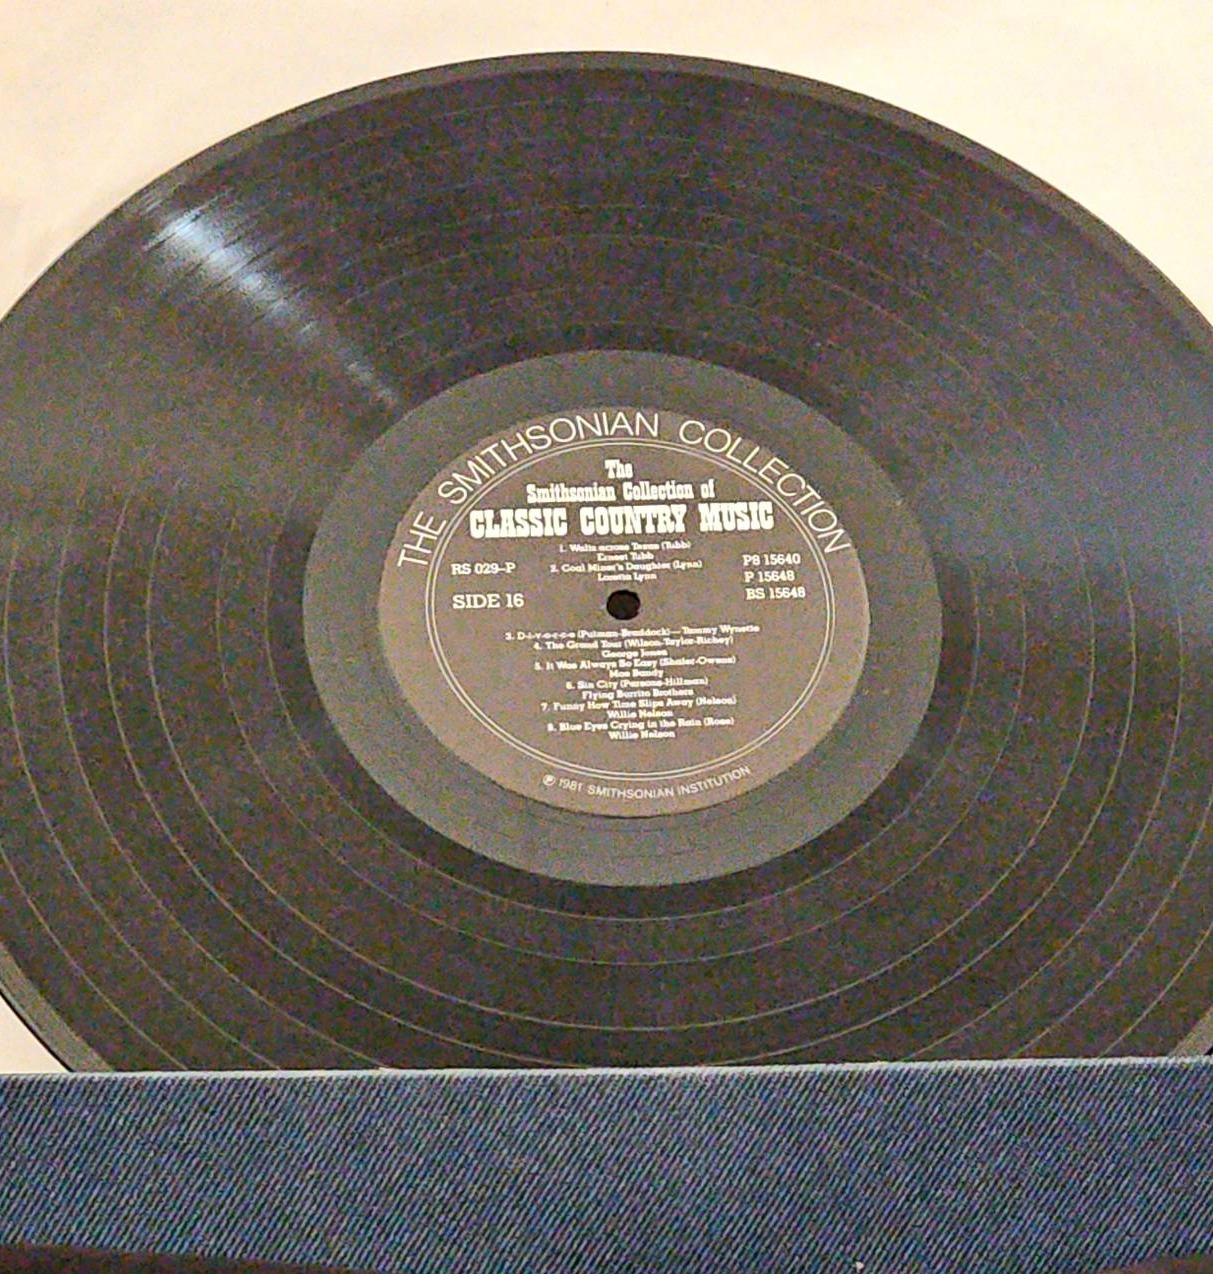 THE SMITHSONIAN COLLECTION
The
Smithsonian Collection of
CLASSIC COUNTRY MUSIC
1. Waltz across Texas (Tubb)
Ernest Tubb
2. Coal Miner's Daughter (Lynn)
Loretta Lynn
RS 029-P
SIDE 16
P8 15640
P 15648
BS 15648
3. D-i-v-o-r-c-e (Putman-Braddock)—Tammy Wynette
4. The Grand Tour (Wilson-Taylor-Richey)
George Jones
5. It Was Always So Easy (Shafer-Owens)
Moe Bandy
6. Sin City (Parsons-Hillman)
Flying Burrito Brothers
7. Funny How Time Slips Away (Nelson)
Willie Nelson
8. Blue Eyes Crying in the Rain (Rose)
Willie Nelson
℗ 1981 SMITHSONIAN INSTITUTION